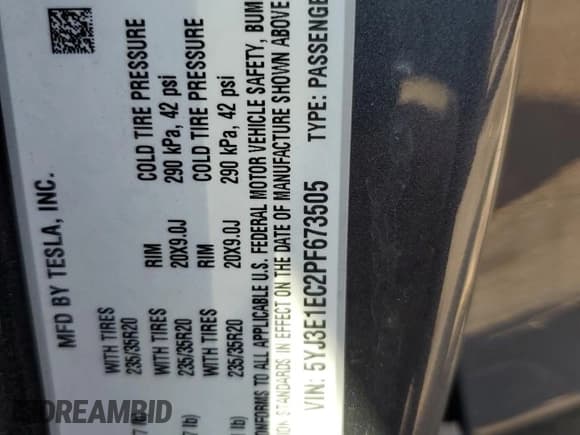 MFD BY TESLA, INC.
WITH TIRES RIM COLD TIRE PRESSURE
235/35R20 20X9.0J 290 kPa, 42 psi
WITH TIRES RIM COLD TIRE PRESSURE
235/35R20 20X9.0J 290 kPa, 42 psi
WITH TIRES
235/35R20
lb)
CONFORMS TO ALL APPLICABLE U.S. FEDERAL MOTOR VEHICLE SAFETY, BUM
STANDARDS IN EFFECT ON THE DATE OF MANUFACTURE SHOWN ABOVE
VIN: 5YJ3E1EC2PF673505 TYPE: PASSENGE
DREAMBID